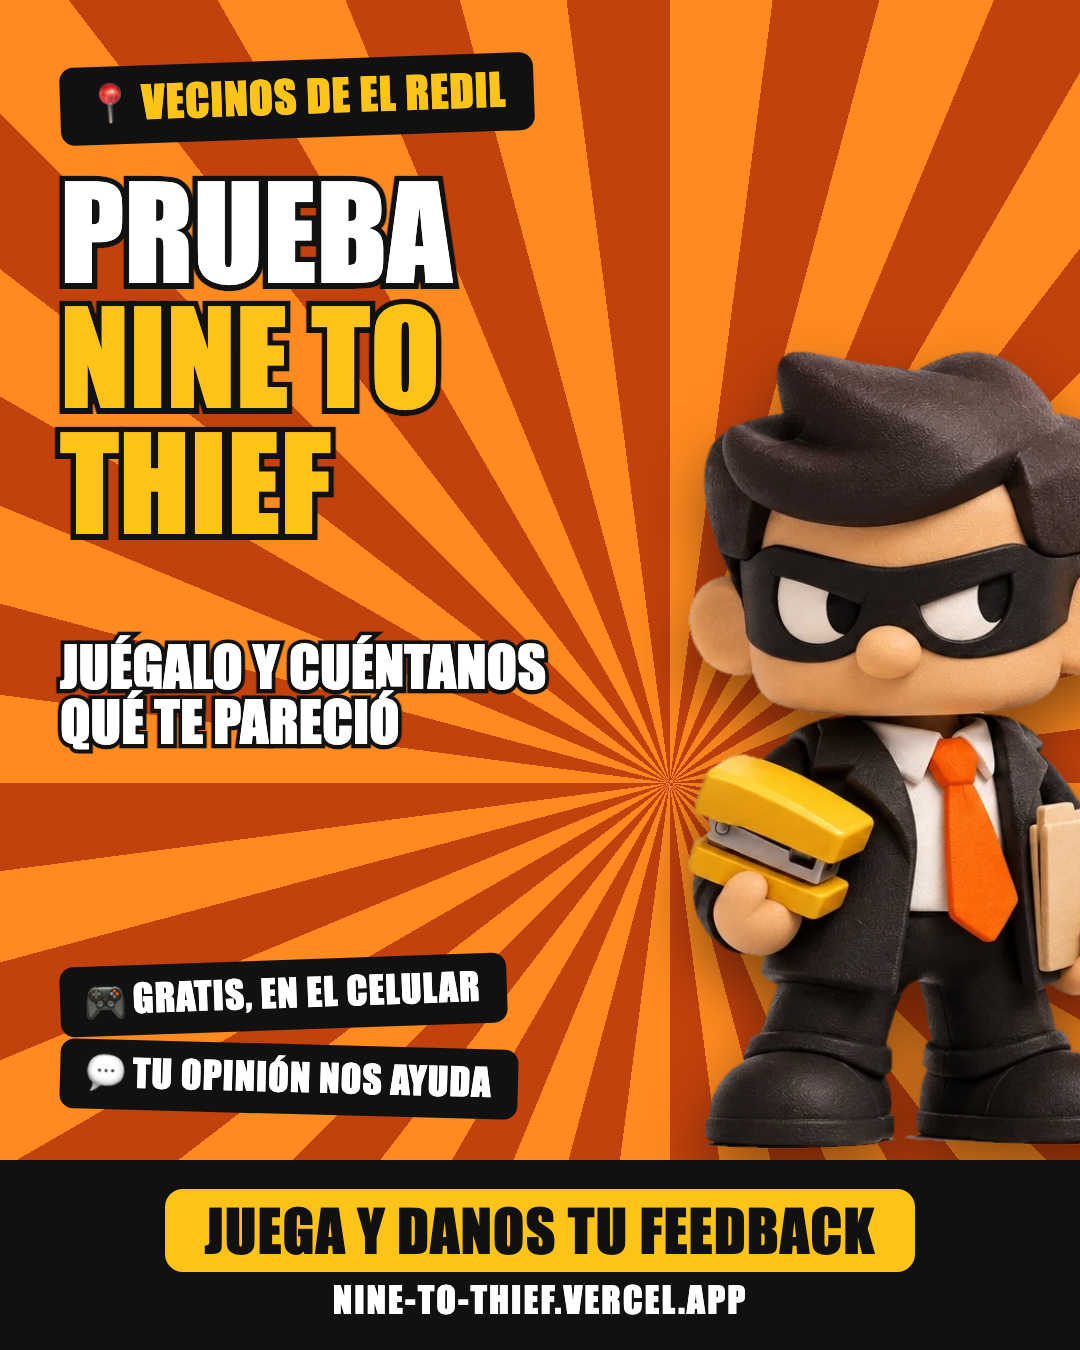 VECINOS DE EL REDIL
PRUEBA
NINE TO
THIEF
JUÉGALO Y CUÉNTANOS
QUÉ TE PARECIÓ
GRATIS, EN EL CELULAR
TU OPINIÓN NOS AYUDA
JUEGA Y DANOS TU FEEDBACK
NINE-TO-THIEF.VERCEL.APP